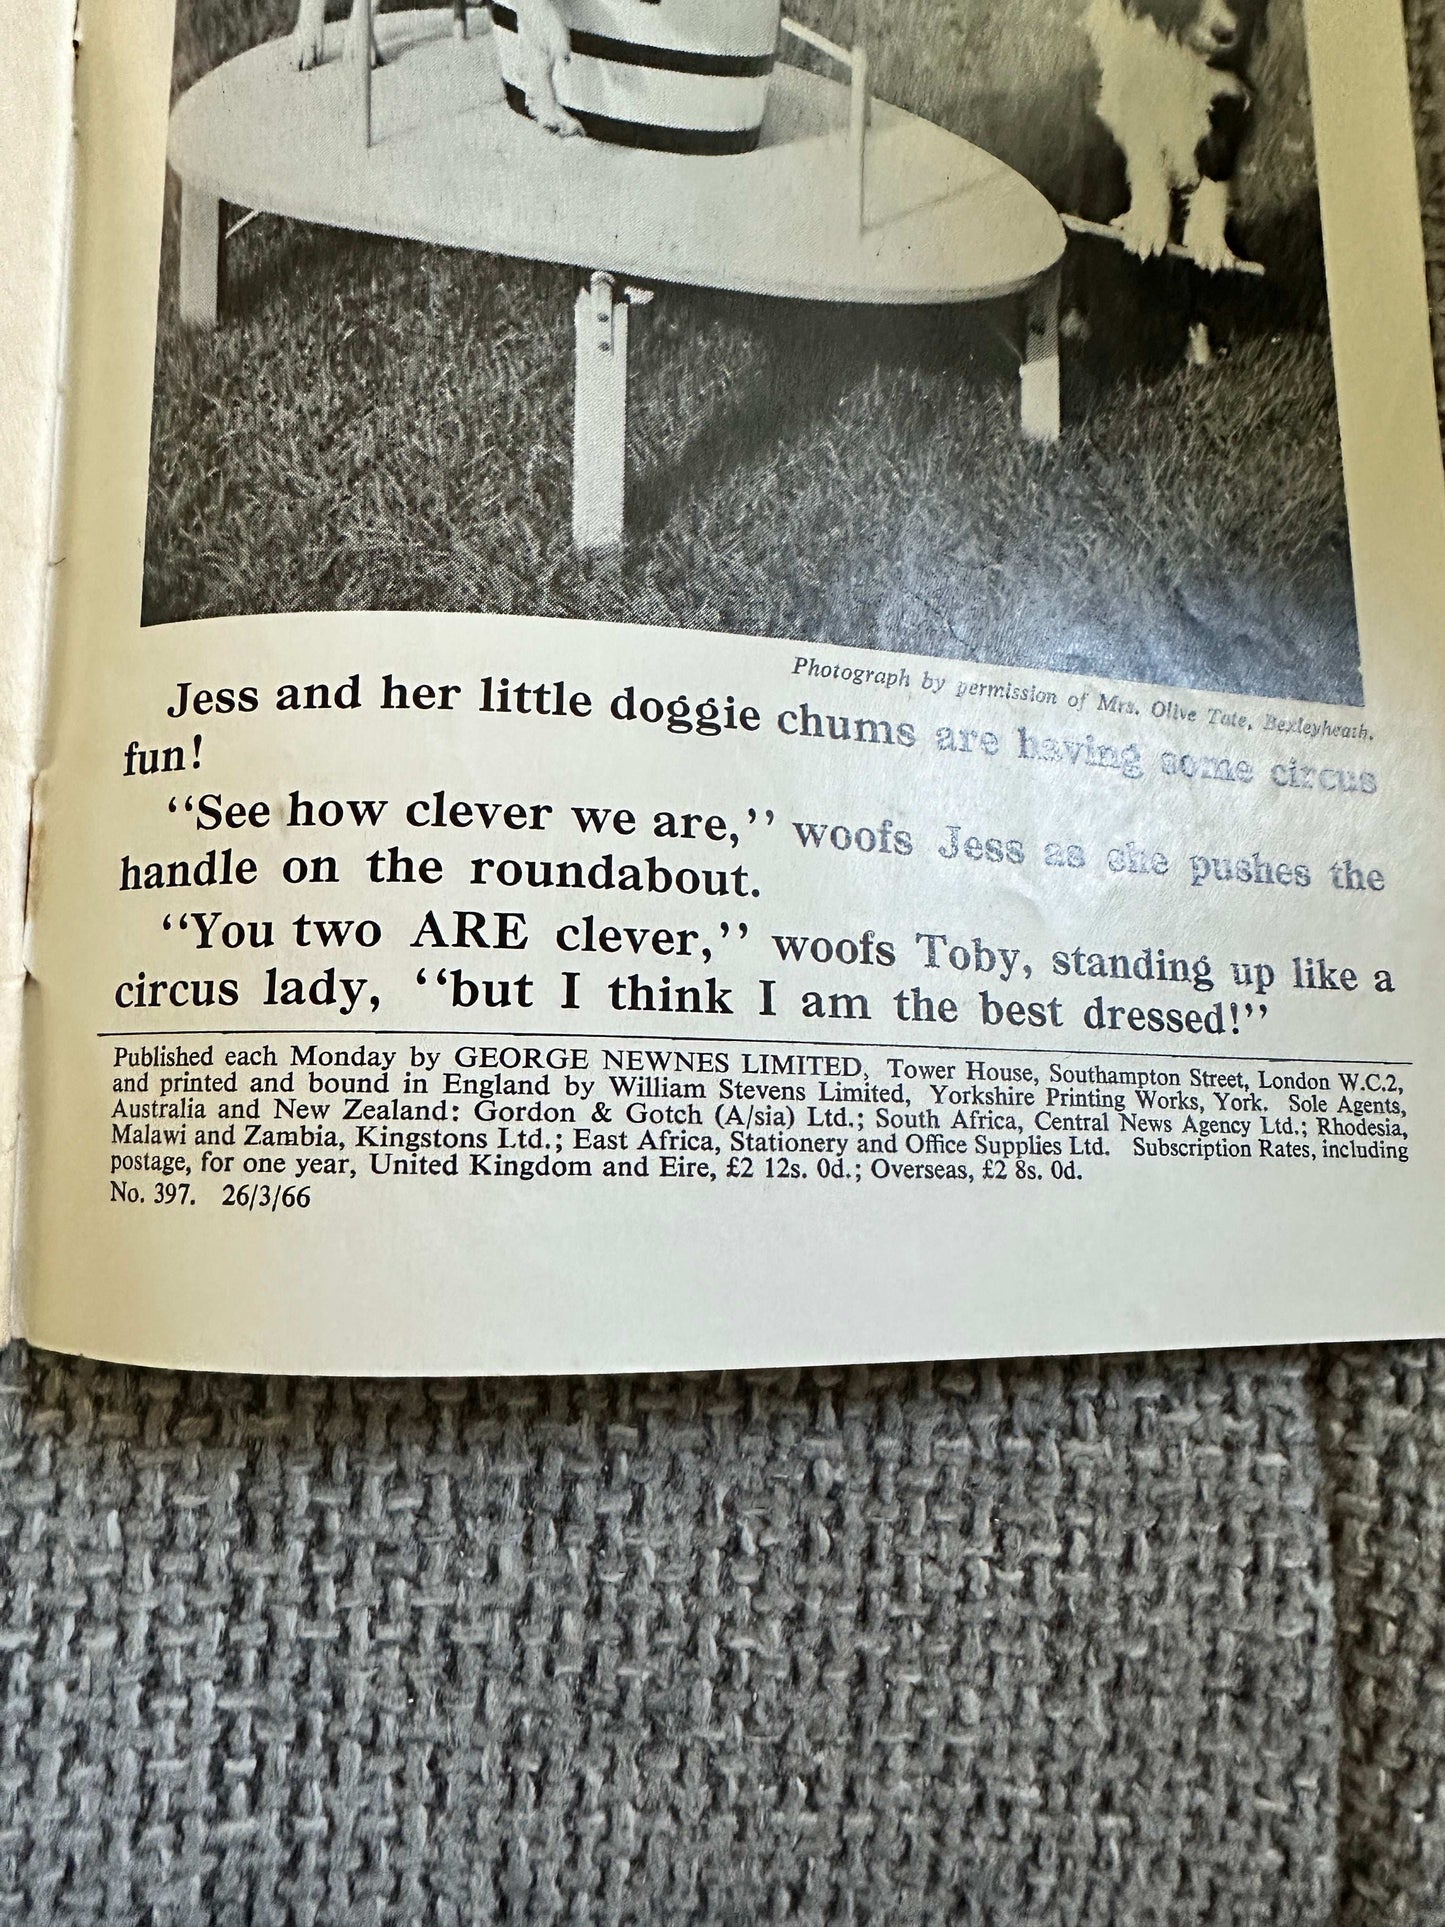 Photograph by permission of Mrs. Olive Tate, Bexleyheath.
Jess and her little doggie chums are having some circus
fun!
“See how clever we are,” woofs Jess as she pushes the
handle on the roundabout.
“You two ARE clever,” woofs Toby, standing up like a
circus lady, “but I think I am the best dressed!”
Published each Monday by GEORGE NEWNES LIMITED, Tower House, Southampton Street, London W.C.2,
and printed and bound in England by William Stevens Limited, Yorkshire Printing Works, York. Sole Agents,
Australia and New Zealand: Gordon & Gotch (A/sia) Ltd.; South Africa, Central News Agency Ltd.; Rhodesia,
Malawi and Zambia, Kingstons Ltd.; East Africa, Stationery and Office Supplies Ltd. Subscription Rates, including
postage, for one year, United Kingdom and Eire, £2 12s. 0d.; Overseas, £2 8s. 0d.
No. 397. 26/3/66